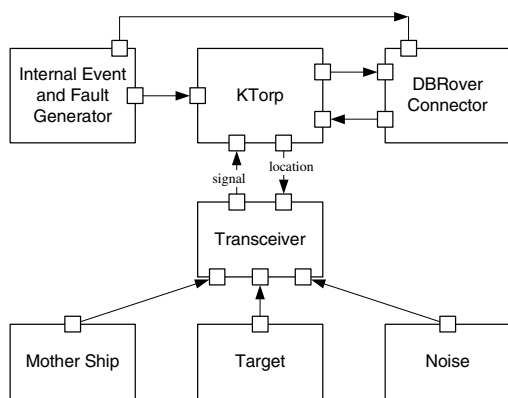 Internal Event
and Fault
Generator
KTorp
DBRover
Connector
signal
location
Transceiver
Mother Ship
Target
Noise